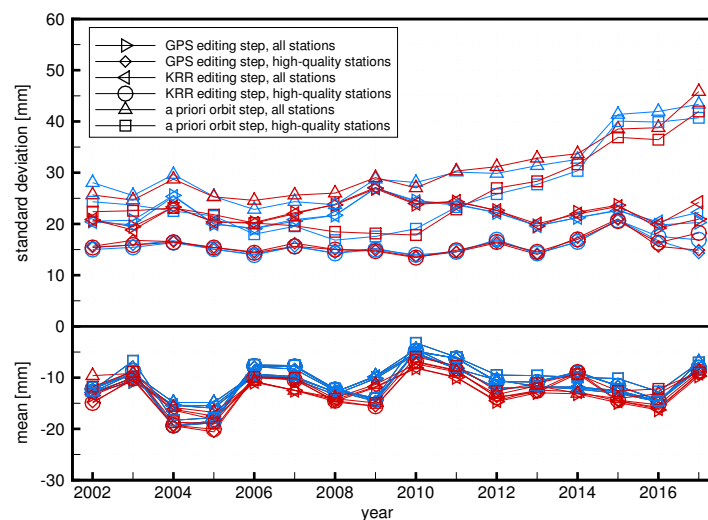 60
50
40
30
20
10
0
-10
-20
-30
standard deviation [mm]
mean [mm]
GPS editing step, all stations
GPS editing step, high-quality stations
KRR editing step, all stations
KRR editing step, high-quality stations
a priori orbit step, all stations
a priori orbit step, high-quality stations
2002 2004 2006 2008 2010 2012 2014 2016
year